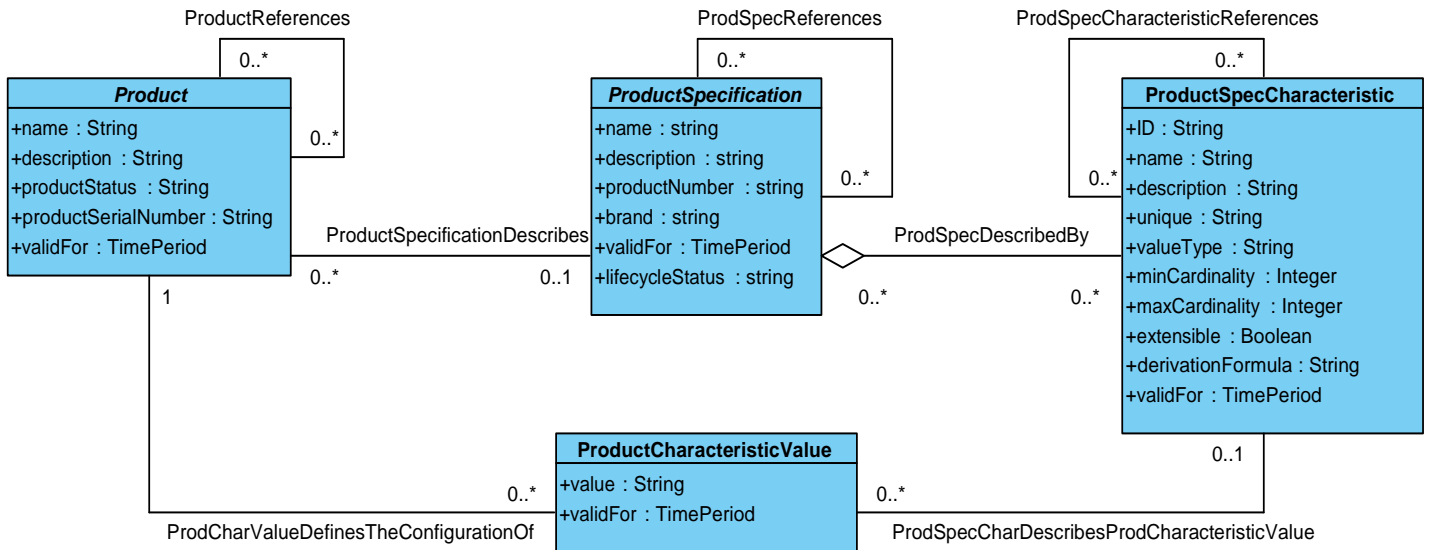 ProductReferences
ProdSpecReferences
ProdSpecCharacteristicReferences
0..*
0..*
0..*
Product
+name : String
+description : String
+productStatus : String
+productSerialNumber : String
+validFor : TimePeriod
0..*
ProductSpecification
+name : string
+description : string
+productNumber : string
+brand : string
+validFor : TimePeriod
+lifecycleStatus : string
0..*
ProductSpecCharacteristic
+ID : String
+name : String
+description : String
+unique : String
+valueType : String
+minCardinality : Integer
+maxCardinality : Integer
+extensible : Boolean
+derivationFormula : String
+validFor : TimePeriod
0..*
ProductSpecificationDescribes
0..*
0..1
ProdSpecDescribedBy
0..*
0..*
1
0..1
ProductCharacteristicValue
+value : String
+validFor : TimePeriod
0..*
0..*
ProdCharValueDefinesTheConfigurationOf
ProdSpecCharDescribesProdCharacteristicValue